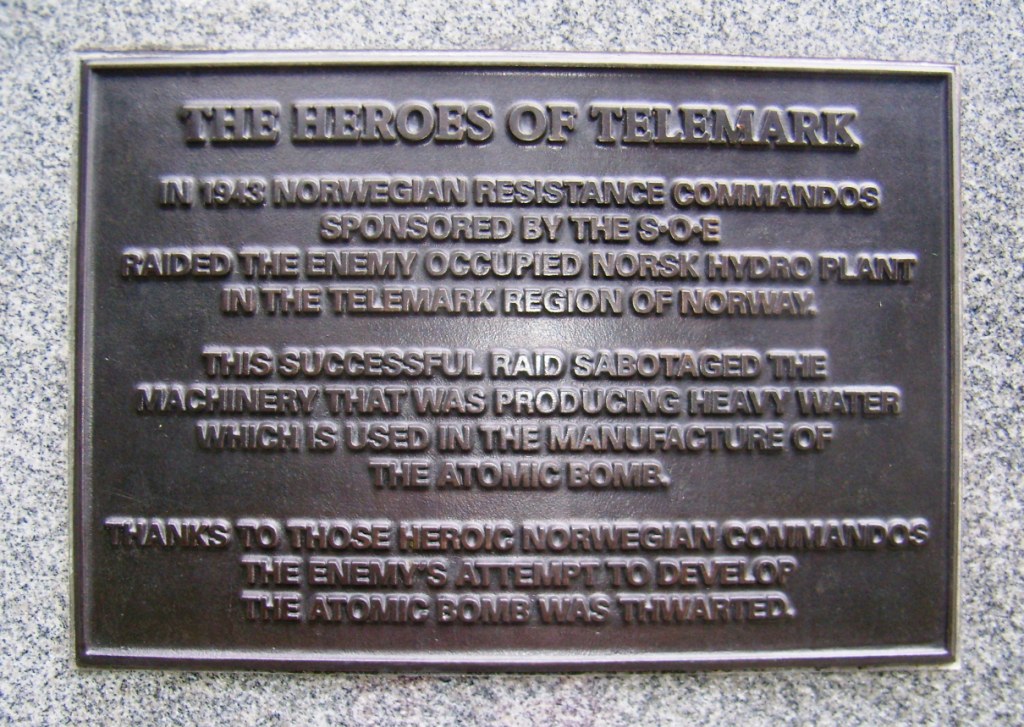 THE HEROES OF TELEMARK
IN 1943 NORWEGIAN RESISTANCE COMMANDOS
SPONSORED BY THE S·O·E
RAIDED THE ENEMY OCCUPIED NORSK HYDRO PLANT
IN THE TELEMARK REGION OF NORWAY.
THIS SUCCESSFUL RAID SABOTAGED THE
MACHINERY THAT WAS PRODUCING HEAVY WATER
WHICH IS USED IN THE MANUFACTURE OF
THE ATOMIC BOMB.
THANKS TO THOSE HEROIC NORWEGIAN COMMANDOS
THE ENEMY'S ATTEMPT TO DEVELOP
THE ATOMIC BOMB WAS THWARTED.